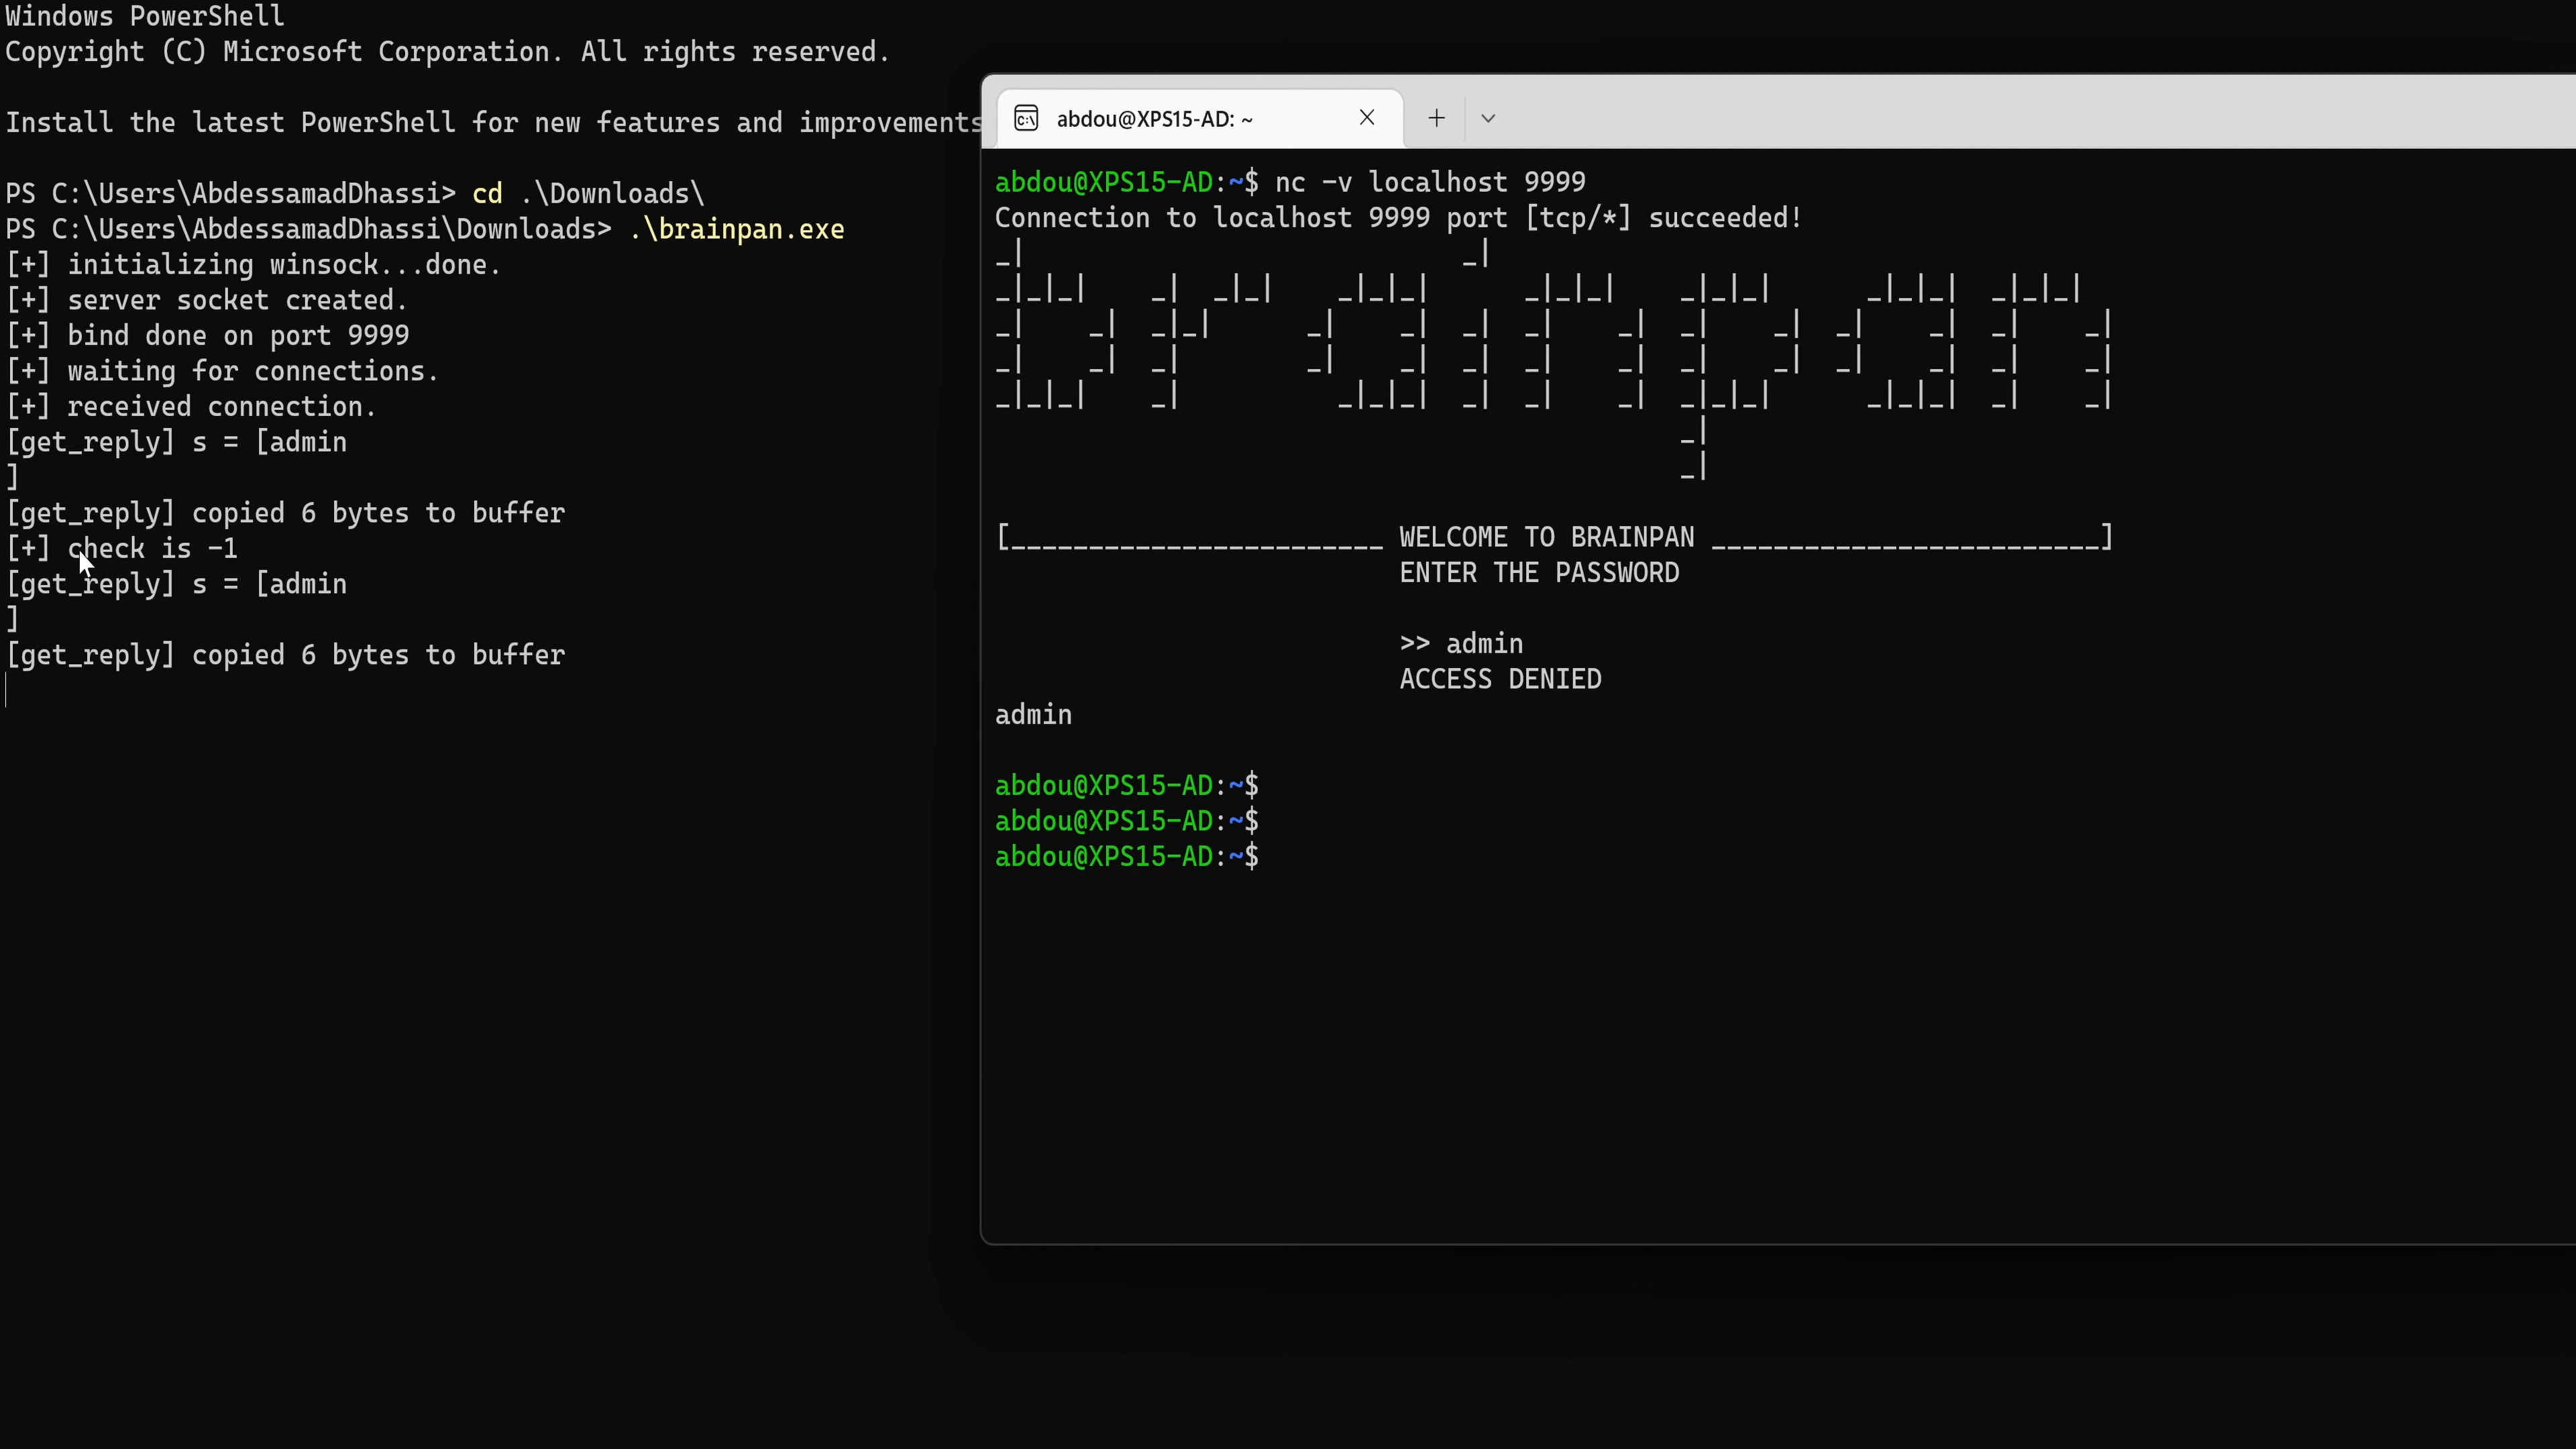 Windows PowerShell
Copyright (C) Microsoft Corporation. All rights reserved.
Install the latest PowerShell for new features and improvements
PS C:\Users\AbdessamadDhassi> cd .\Downloads\
PS C:\Users\AbdessamadDhassi\Downloads> .\brainpan.exe
[+] initializing winsock...done.
[+] server socket created.
[+] bind done on port 9999
[+] waiting for connections.
[+] received connection.
[get_reply] s = [admin
]
[get_reply] copied 6 bytes to buffer
[+] check is -1
[get_reply] s = [admin
]
[get_reply] copied 6 bytes to buffer
abdou@XPS15-AD: ~
abdou@XPS15-AD:~$ nc -v localhost 9999
Connection to localhost 9999 port [tcp/*] succeeded!
brainpan
[________________________ WELCOME TO BRAINPAN _________________________]
ENTER THE PASSWORD
>> admin
ACCESS DENIED
admin
abdou@XPS15-AD:~$
abdou@XPS15-AD:~$
abdou@XPS15-AD:~$